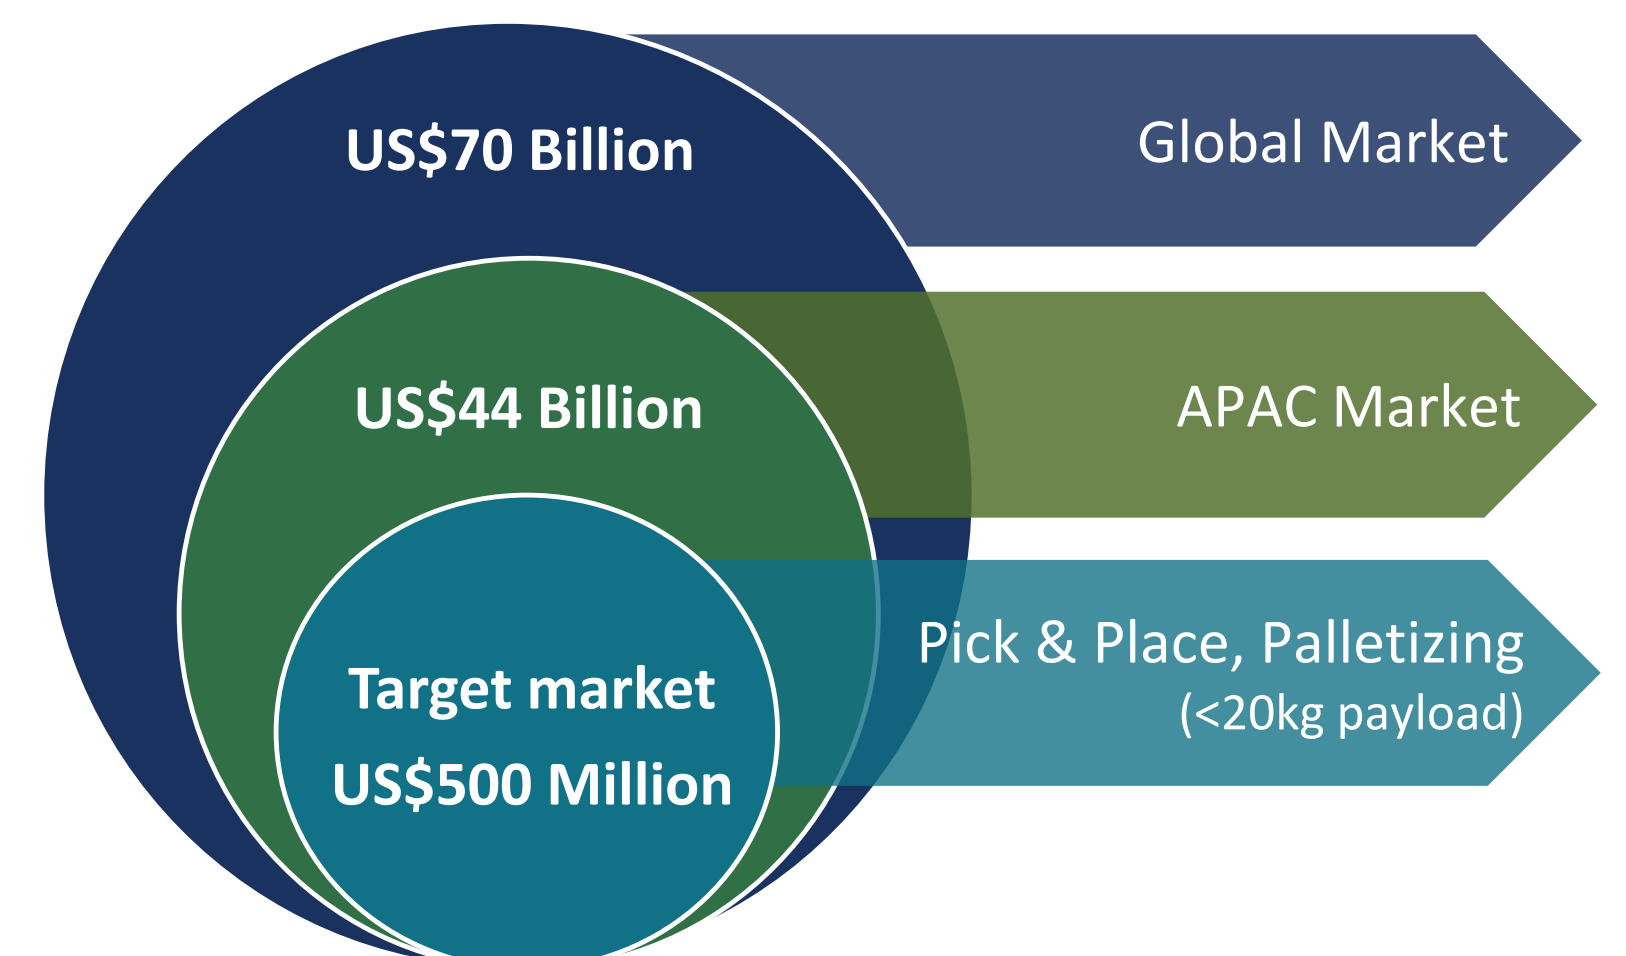 US$70 Billion
Global Market
US$44 Billion
APAC Market
Target market
US$500 Million
Pick & Place, Palletizing
(<20kg payload)